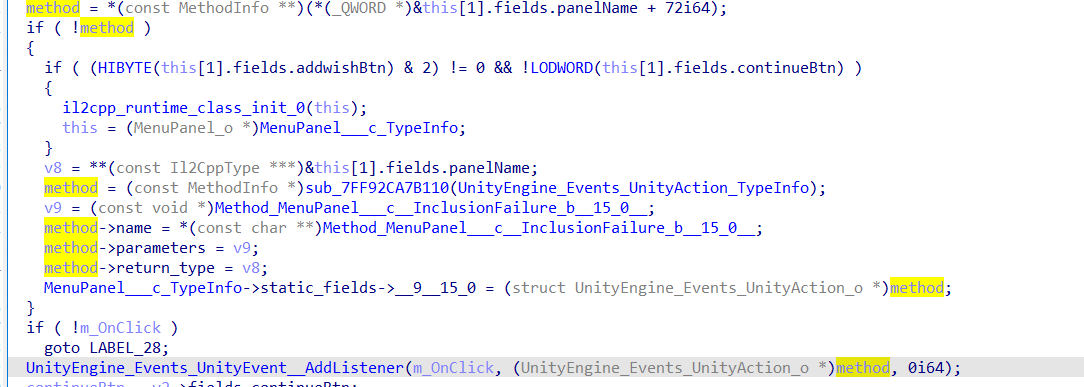 method = *(const MethodInfo **)(*(_QWORD *)&this[1].fields.panelName + 72i64);
if ( !method )
{
if ( (HIBYTE(this[1].fields.addwishBtn) & 2) != 0 && !LODWORD(this[1].fields.continueBtn) )
{
il2cpp_runtime_class_init_0(this);
this = (MenuPanel_o *)MenuPanel___c_TypeInfo;
}
v8 = **(const Il2CppType ***)&this[1].fields.panelName;
method = (const MethodInfo *)sub_7FF92CA7B110(UnityEngine_Events_UnityAction_TypeInfo);
v9 = (const void *)Method_MenuPanel___c__InclusionFailure_b__15_0__;
method->name = *(const char **)Method_MenuPanel___c__InclusionFailure_b__15_0__;
method->parameters = v9;
method->return_type = v8;
MenuPanel___c_TypeInfo->static_fields->__9__15_0 = (struct UnityEngine_Events_UnityAction_o *)method;
}
if ( !m_OnClick )
goto LABEL_28;
UnityEngine_Events_UnityEvent__AddListener(m_OnClick, (UnityEngine_Events_UnityAction_o *)method, 0i64);